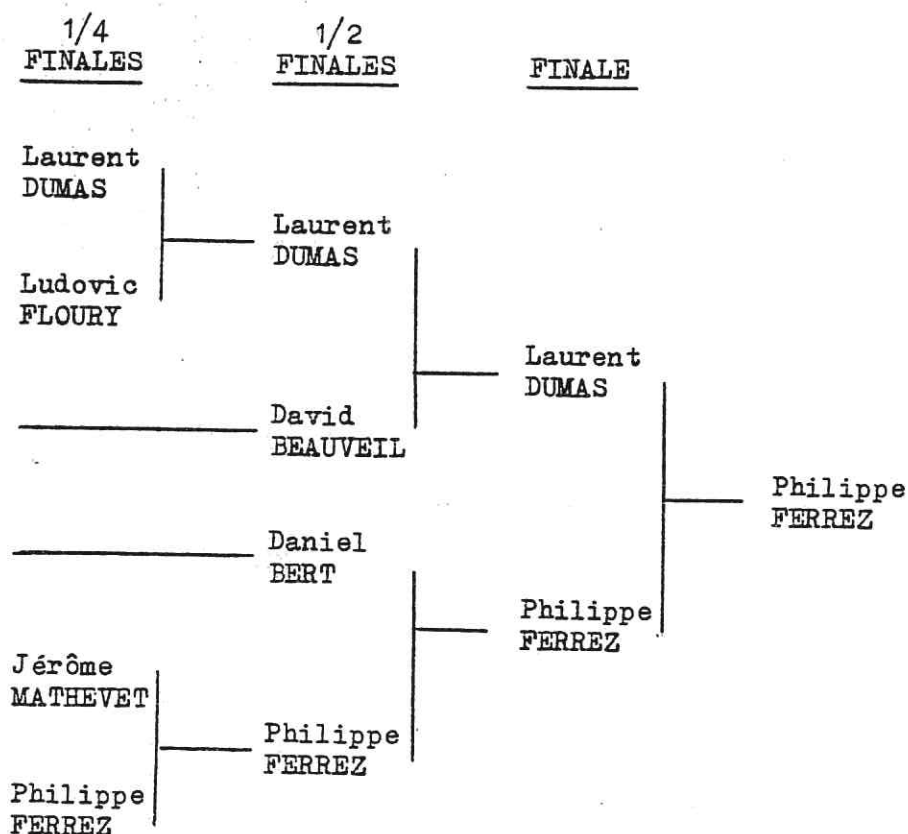 1/4
FINALES
1/2
FINALES
FINALE
Laurent
DUMAS
Ludovic
FLOURY
Laurent
DUMAS
David
BEAUVEIL
Laurent
DUMAS
Daniel
BERT
Jérôme
MATHEVET
Philippe
FERREZ
Philippe
FERREZ
Philippe
FERREZ
Philippe
FERREZ